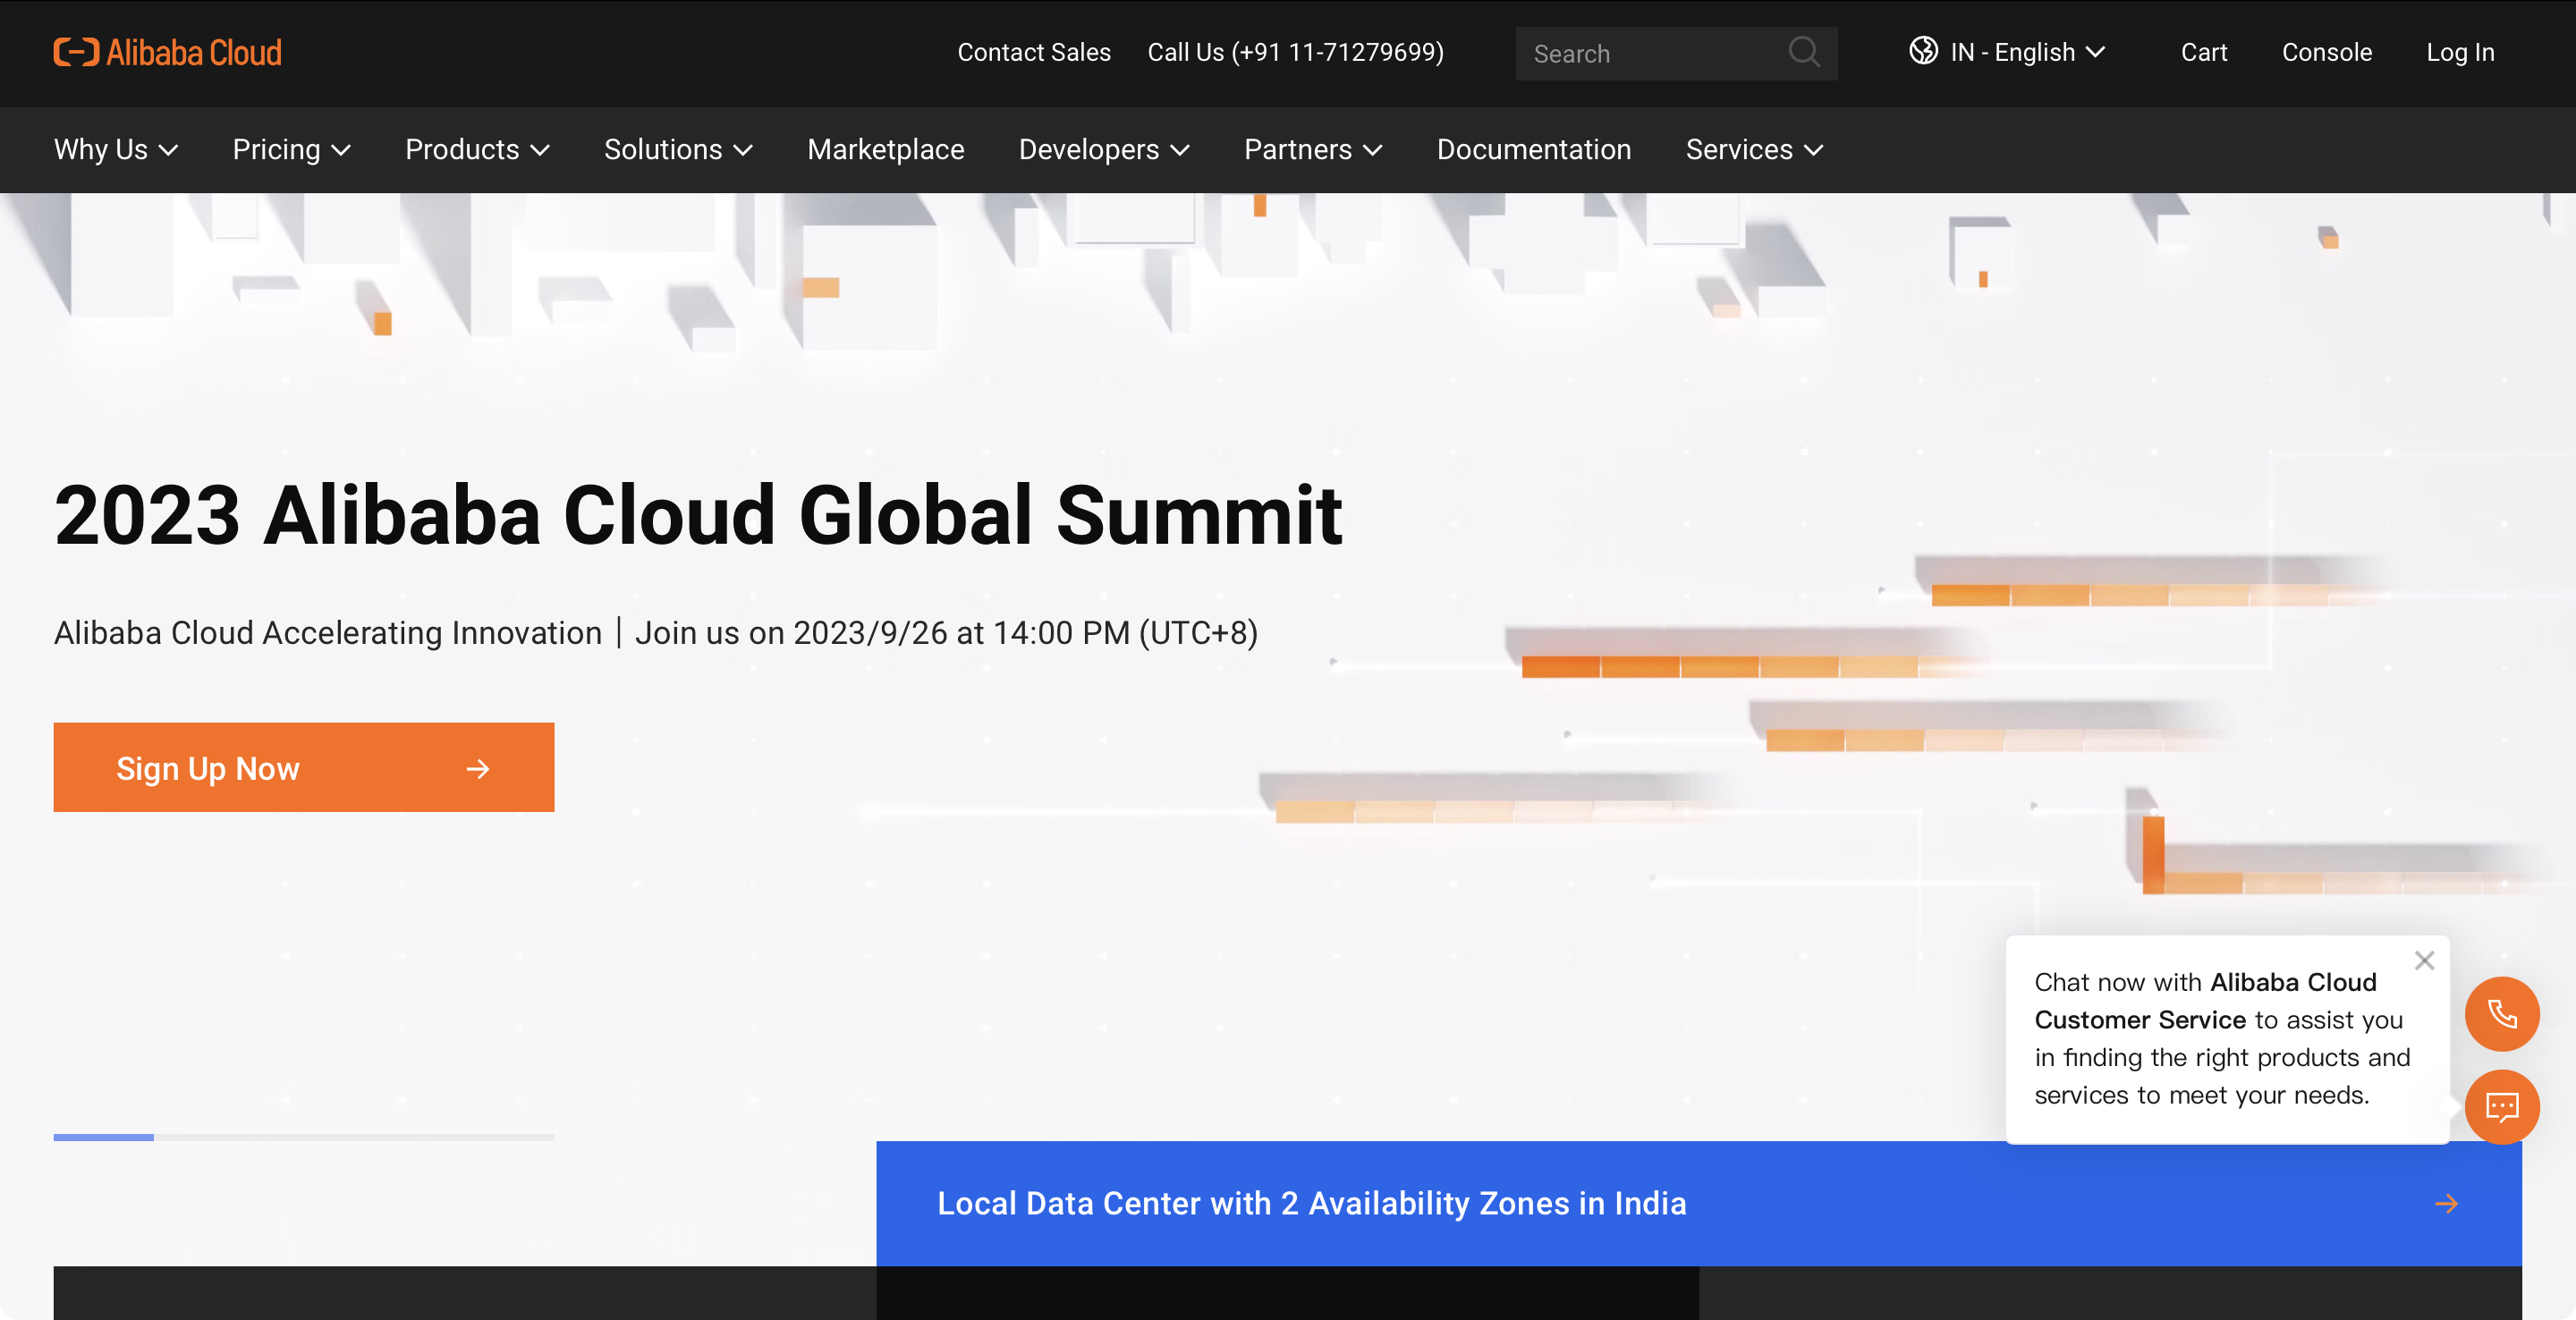 Alibaba Cloud
Contact Sales
Call Us (+91 11-71279699)
Search
IN - English
Cart
Console
Log In
Why Us
Pricing
Products
Solutions
Marketplace
Developers
Partners
Documentation
Services
2023 Alibaba Cloud Global Summit
Alibaba Cloud Accelerating Innovation | Join us on 2023/9/26 at 14:00 PM (UTC+8)
Sign Up Now
Chat now with Alibaba Cloud
Customer Service to assist you
in finding the right products and
services to meet your needs.
Local Data Center with 2 Availability Zones in India